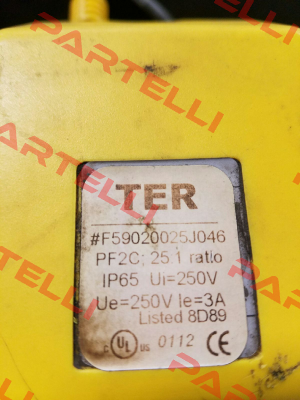 PARTELLI
TER
#F59020025J046
PF2C; 25:1 ratio
IP65 Ui=250V
Ue=250V Ie=3A
Listed 8D89
c UL us 0112 CE